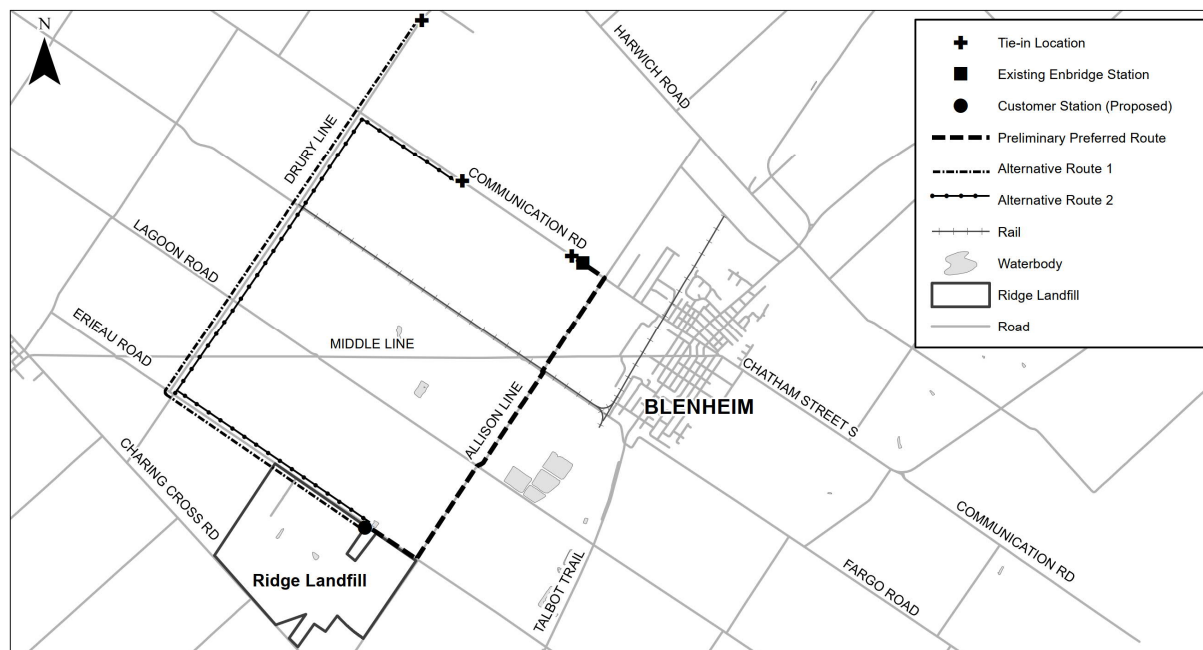 N
HARWICH ROAD
Tie-in Location
Existing Enbridge Station
Customer Station (Proposed)
Preliminary Preferred Route
Alternative Route 1
Alternative Route 2
Rail
Waterbody
Ridge Landfill
Road
DRURY LINE
COMMUNICATION RD
LAGOON ROAD
ERIEAU ROAD
MIDDLE LINE
ALLISON LINE
BLENHEIM
CHATHAM STREET S
CHARING CROSS RD
COMMUNICATION RD
Ridge Landfill
TALBOT TRAIL
FARGO ROAD